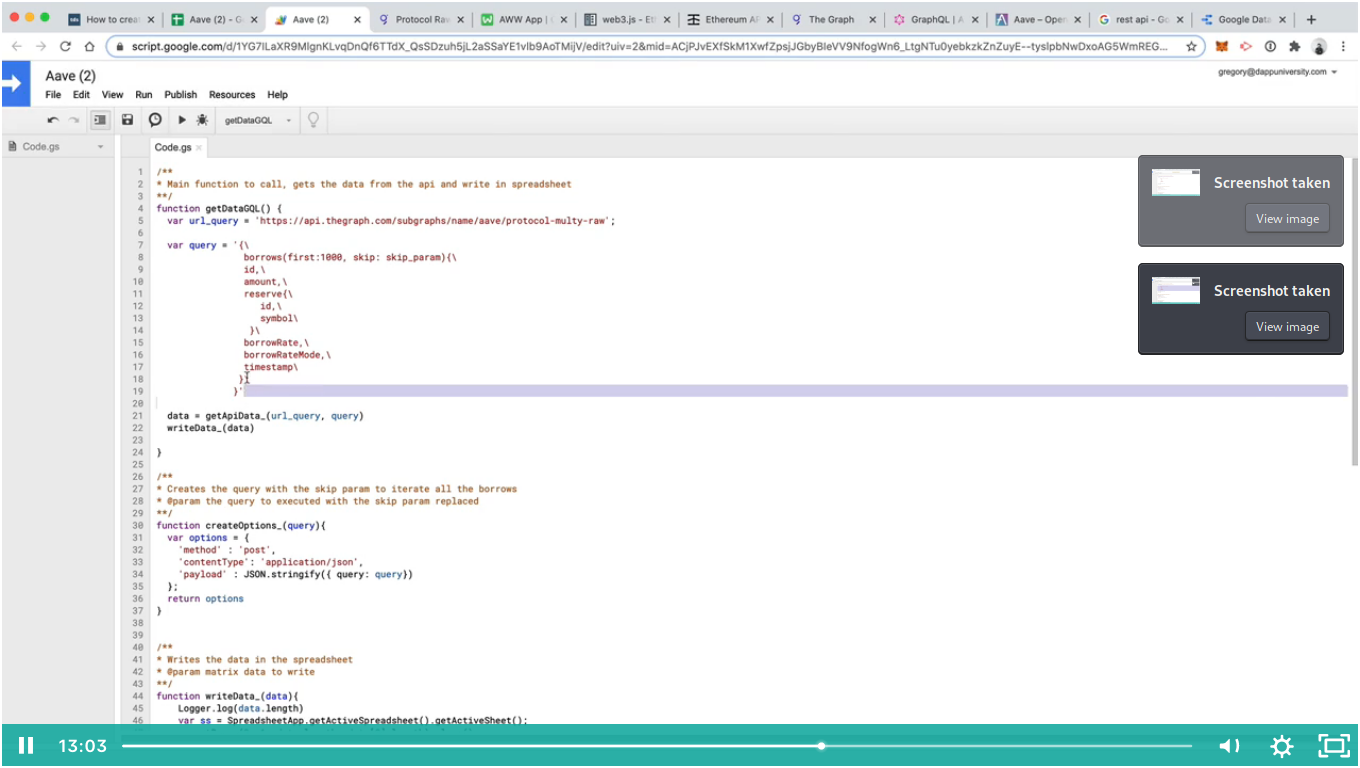 How to crea
Aave (2) - G
Aave (2)
Protocol Raw
AWW App |
web3.js - Eth
Ethereum AP
The Graph
GraphQL | A
Aave – Open
rest api - Go
Google Data
script.google.com/d/
Aave (2)
gregory@dappuniversity.com
File Edit View Run Publish Resources Help
getDataGQL
Code.gs
Code.gs
1 /**
2 * Main function to call, gets the data from the api and write in spreadsheet
3 **/
4 function getDataGQL() {
5 var url_query = 'https://api.thegraph.com/subgraphs/name/aave/protocol-multy-raw';
6
7 var query = '{\
8 borrows(first:1000, skip: skip_param){\
9 id,\
10 amount,\
11 reserve{\
12 id,\
13 symbol\
14 }\
15 borrowRate,\
16 borrowRateMode,\
17 timestamp\
18 }\
19 }'
20
21 data = getApiData_(url_query, query)
22 writeData_(data)
23
24 }
25
26 /**
27 * Creates the query with the skip param to iterate all the borrows
28 * @param the query to executed with the skip param replaced
29 **/
30 function createOptions_(query){
31 var options = {
32 'method' : 'post',
33 'contentType': 'application/json',
34 'payload' : JSON.stringify({ query: query})
35 };
36 return options
37 }
38
39
40 /**
41 * Writes the data in the spreadsheet
42 * @param matrix data to write
43 **/
44 function writeData_(data){
45 Logger.log(data.length)
46 var ss = SpreadsheetApp.getActiveSpreadsheet().getActiveSheet();
Screenshot taken
View image
Screenshot taken
View image
13:03